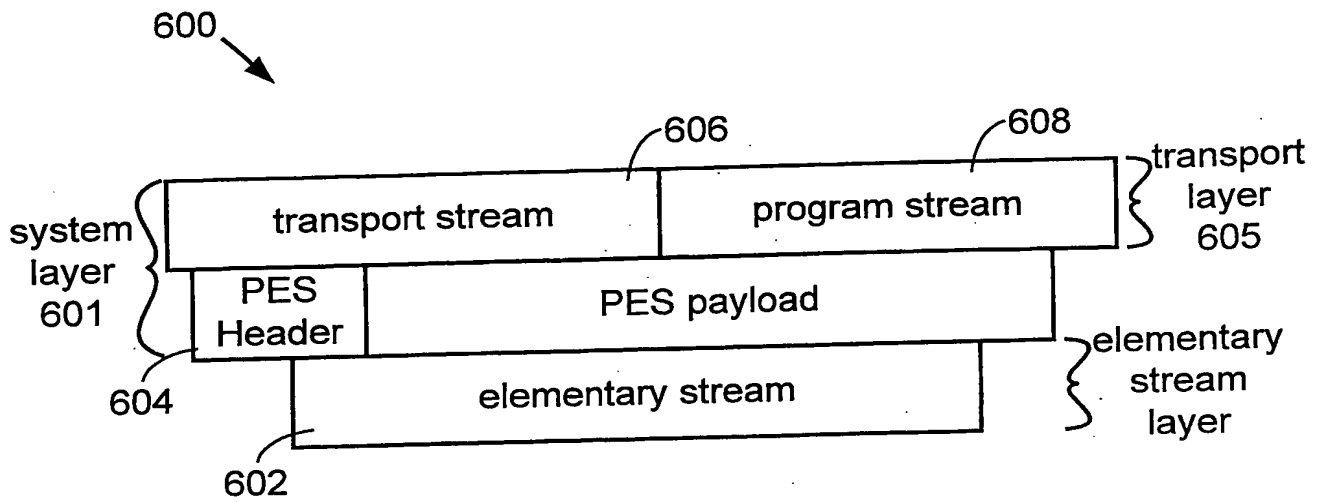 600
606
608
transport stream
program stream
transport
layer
605
system
layer
601
PES
Header
PES payload
604
elementary stream
elementary
stream
layer
602